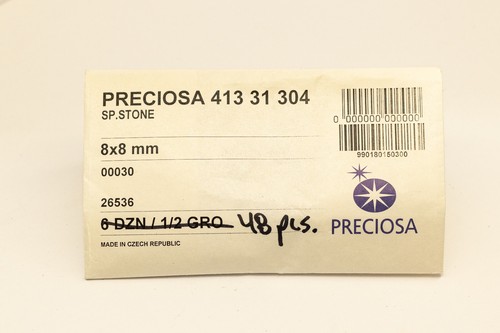 PRECIOSA 413 31 304
SP.STONE
8x8 mm
00030
26536
6 DZN / 1/2 GRO 48 pcs.
MADE IN CZECH REPUBLIC
0 000000 000000
990180150300
PRECIOSA